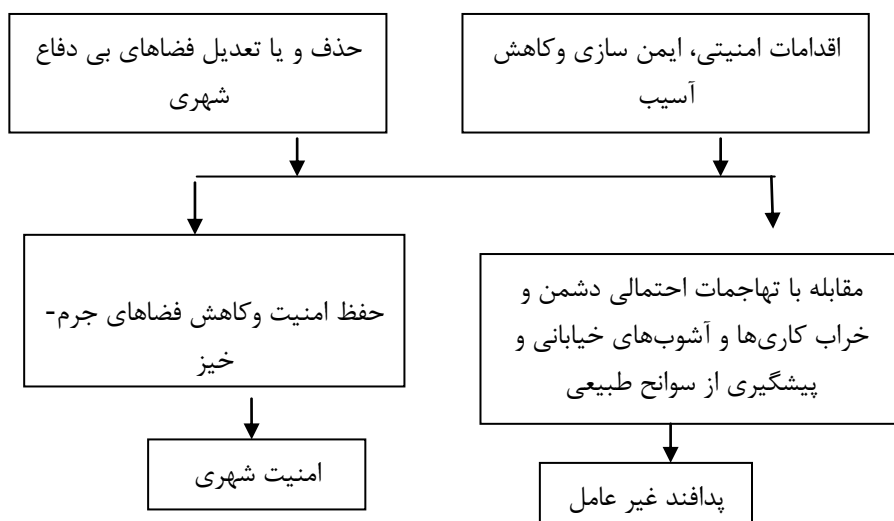 اقدامات امنیتی، ایمن سازی وکاهش
آسیب
حذف و یا تعدیل فضاهای بی دفاع
شهری
مقابله با تهاجمات احتمالی دشمن و
خراب کاری‌ها و آشوب‌های خیابانی و
پیشگیری از سوانح طبیعی
حفظ امنیت وکاهش فضاهای جرم-
خیز
پدافند غیر عامل
امنیت شهری